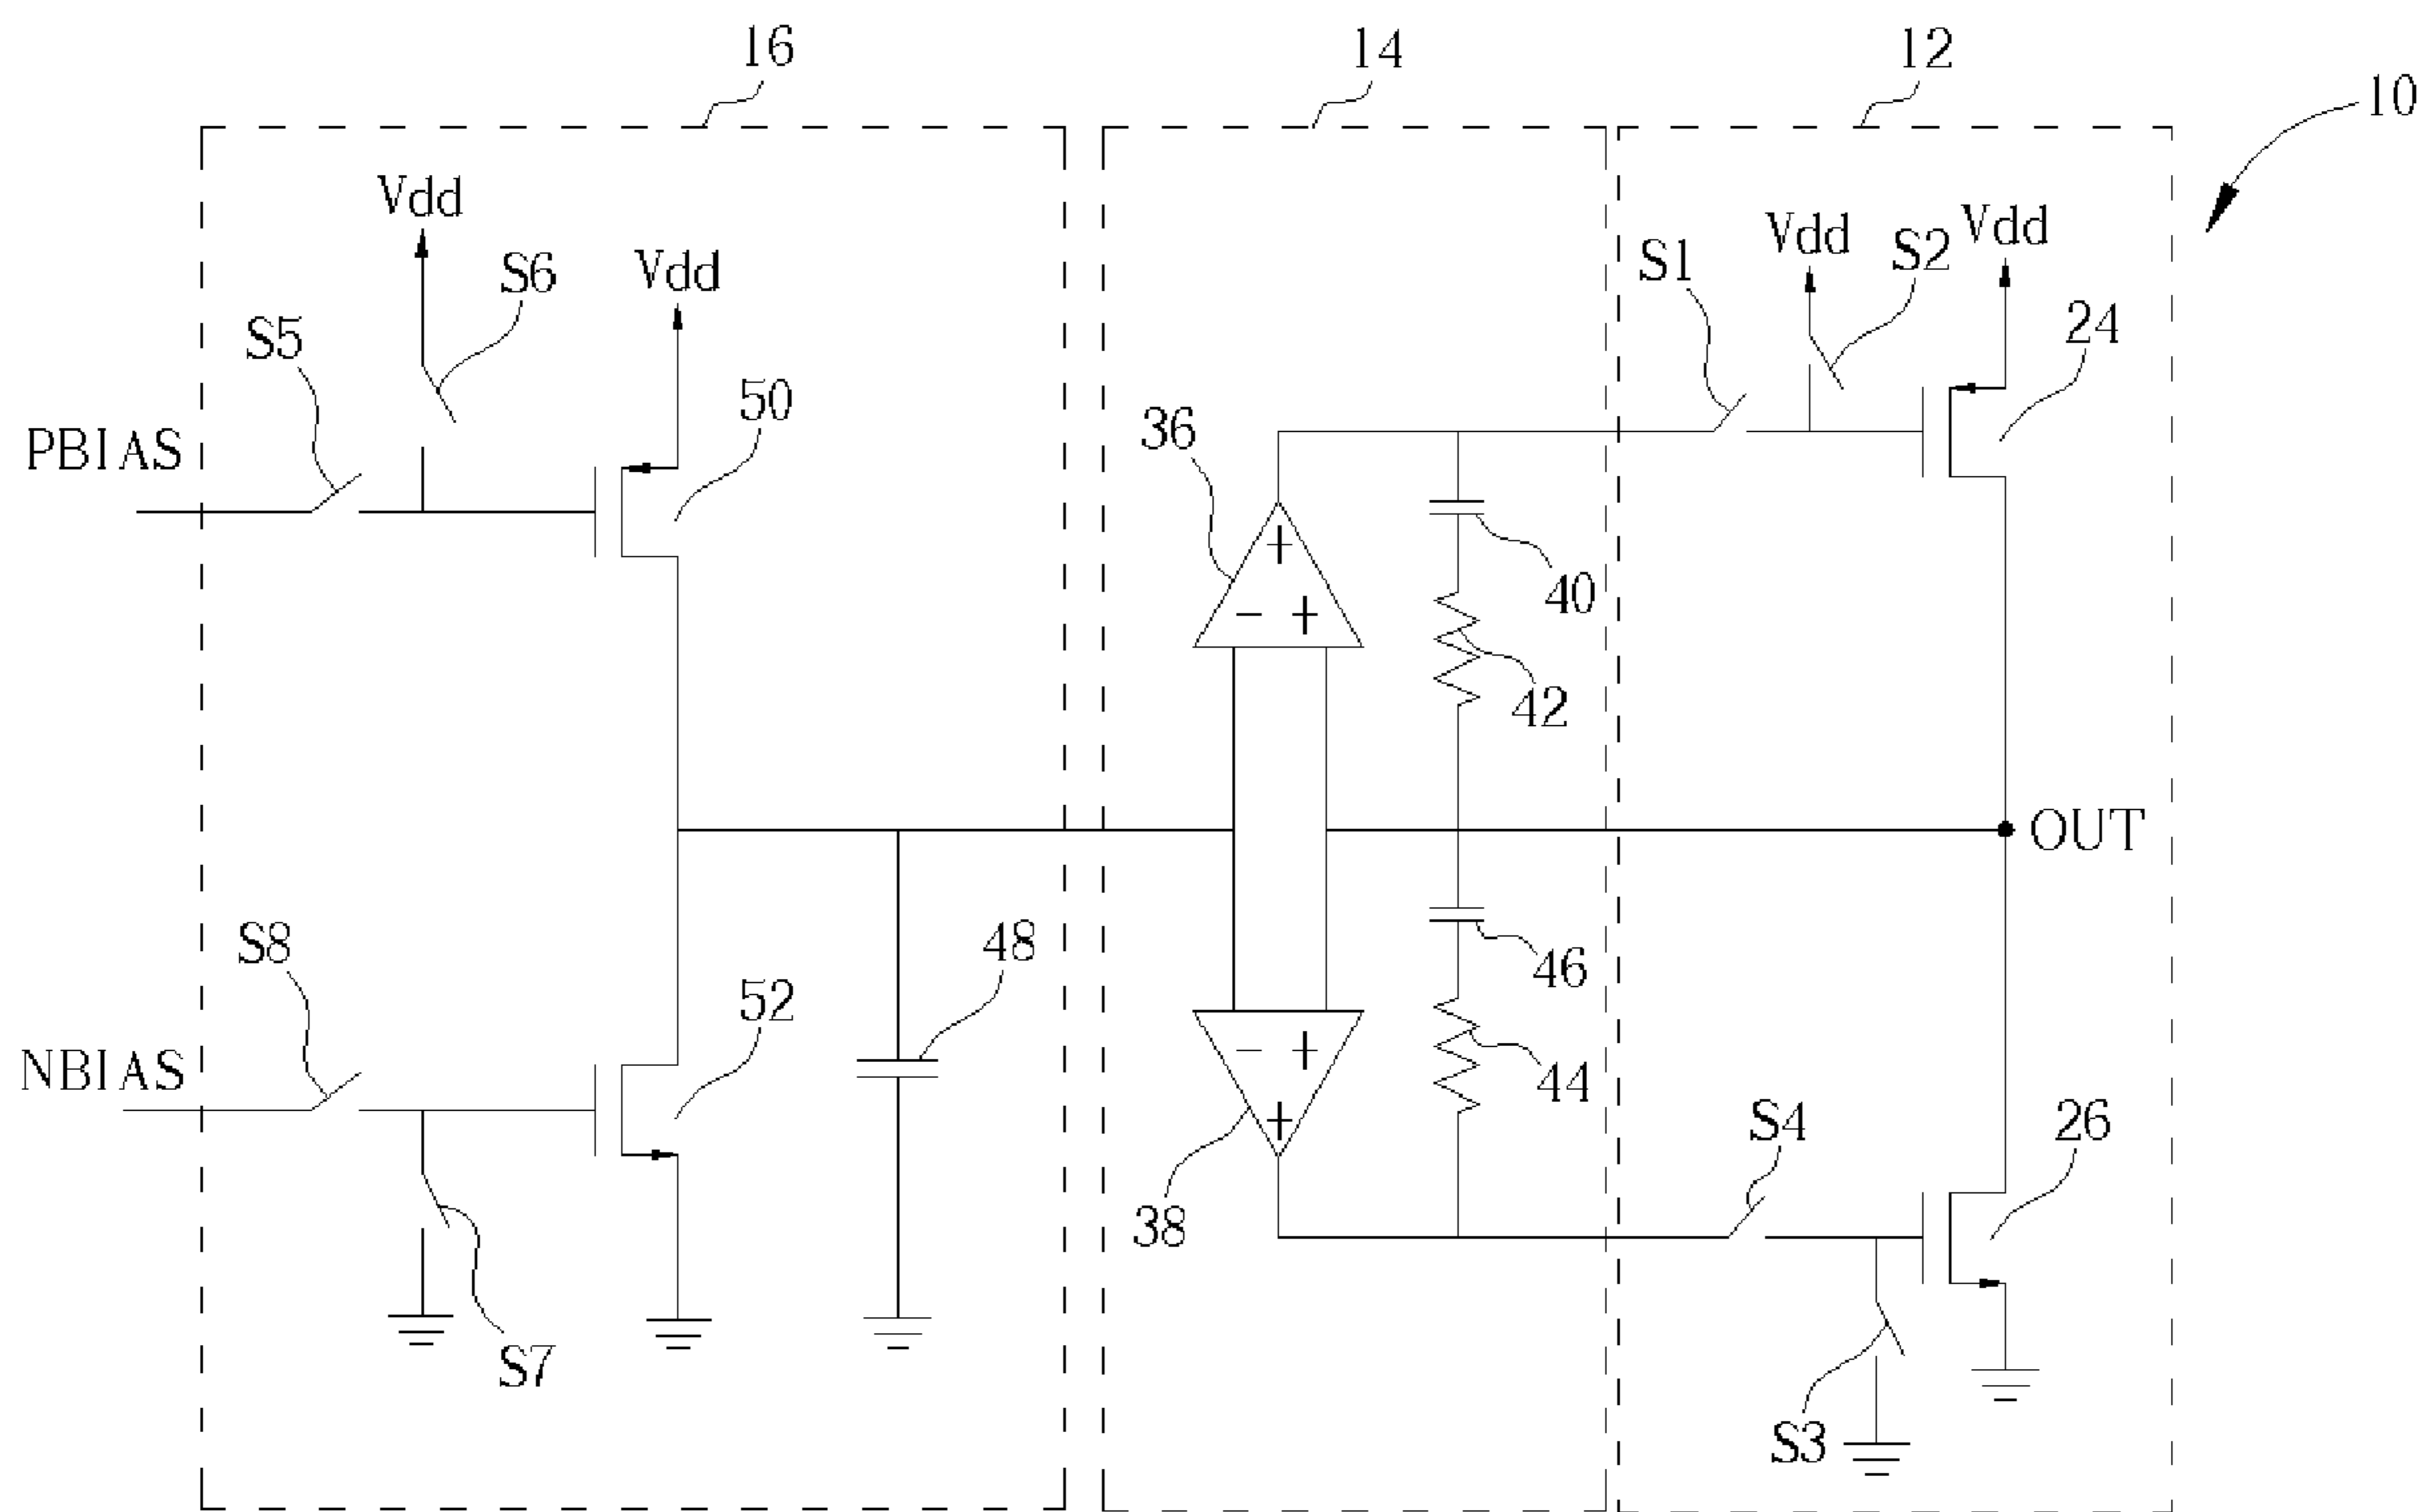 16
14
12
10
Vdd
S6
Vdd
S5
50
PBIAS
S1
Vdd
S2
Vdd
24
36
+
- +
40
42
OUT
S8
48
52
NBIAS
46
- +
+
44
S4
26
38
S7
S3